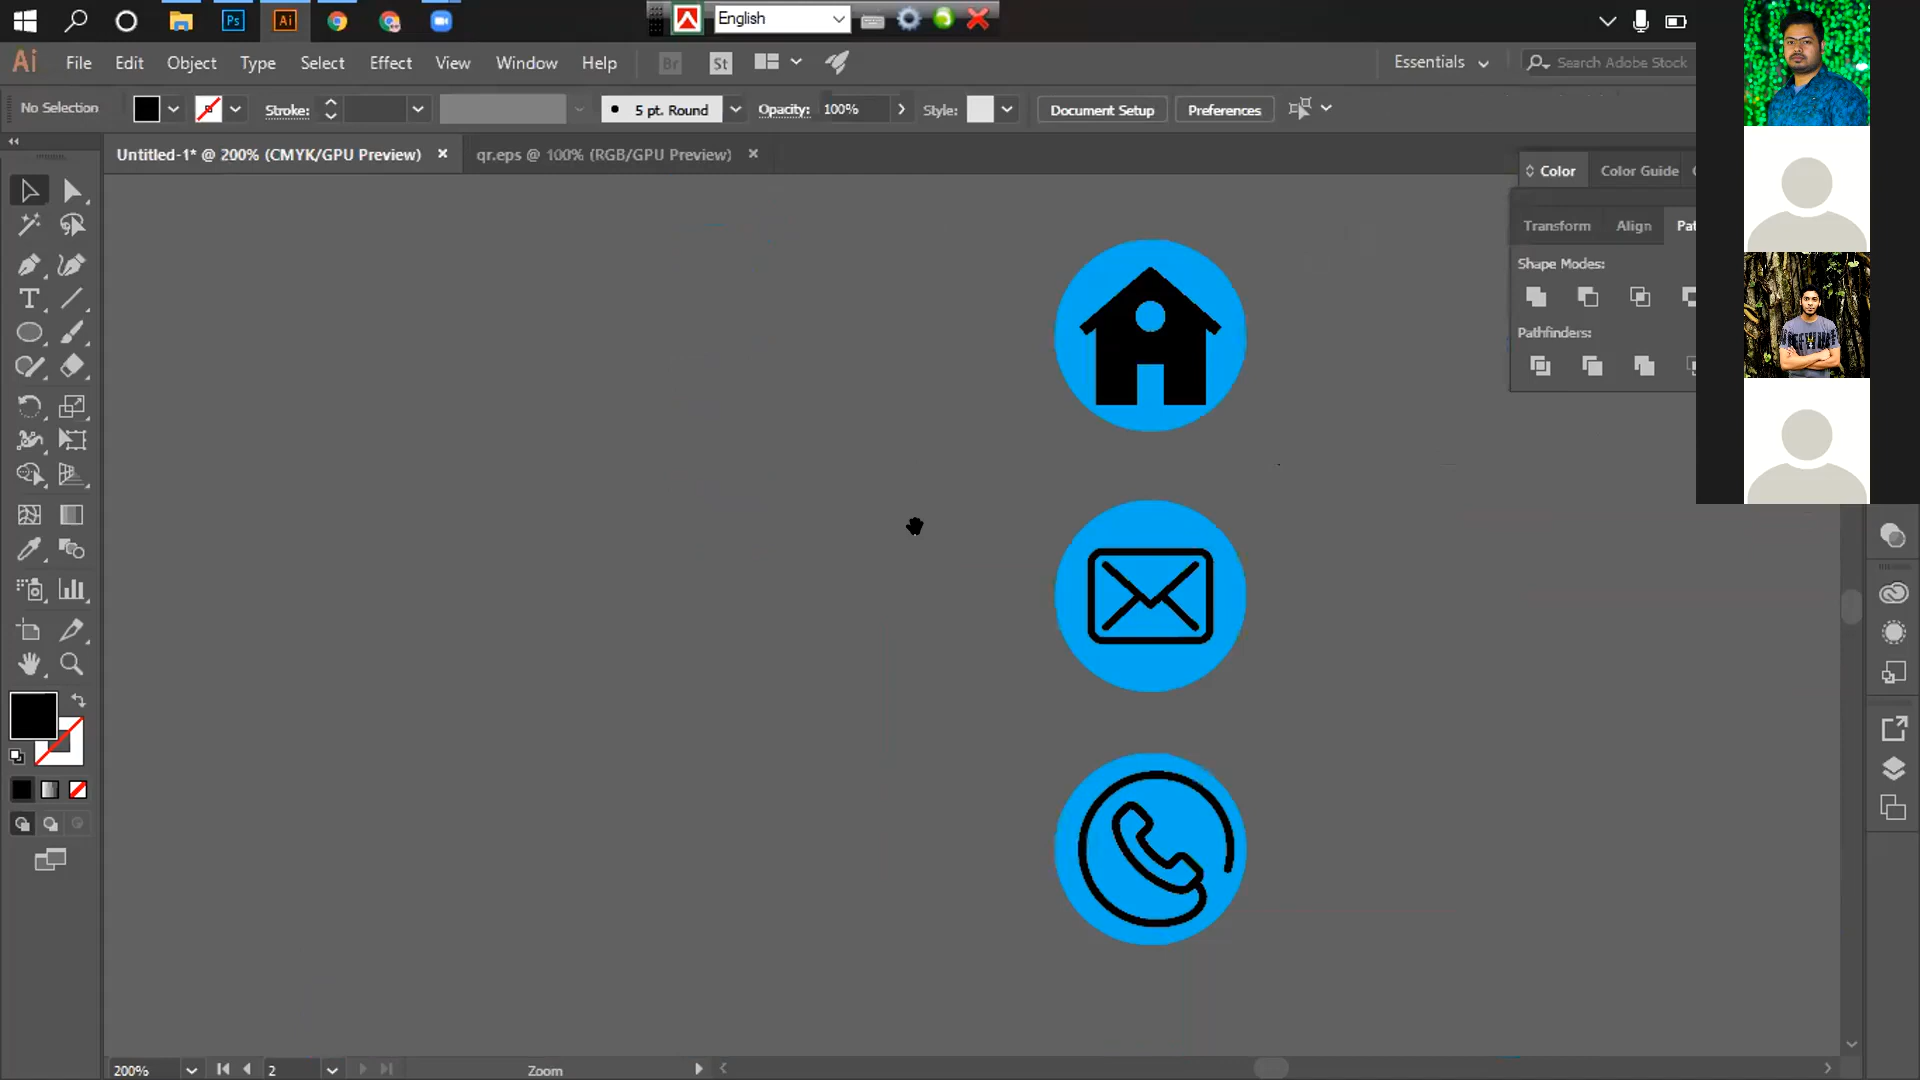 Ps
Ai
English
Ai
File
Edit
Object
Type
Select
Effect
View
Window
Help
Br
St
Essentials
Search Adobe Stock
No Selection
Stroke:
5 pt. Round
Opacity:
100%
Style:
Document Setup
Preferences
Untitled-1* @ 200% (CMYK/GPU Preview)
qr.eps @ 100% (RGB/GPU Preview)
Color
Color Guide
Transform
Align
Shape Modes:
Pathfinders:
200%
2
Zoom